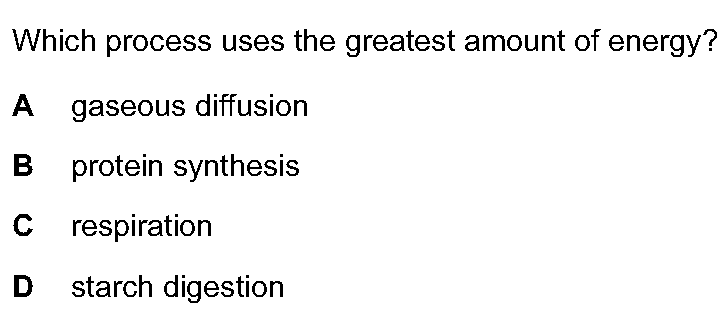 Which process uses the greatest amount of energy?
A gaseous diffusion
B protein synthesis
C respiration
D starch digestion